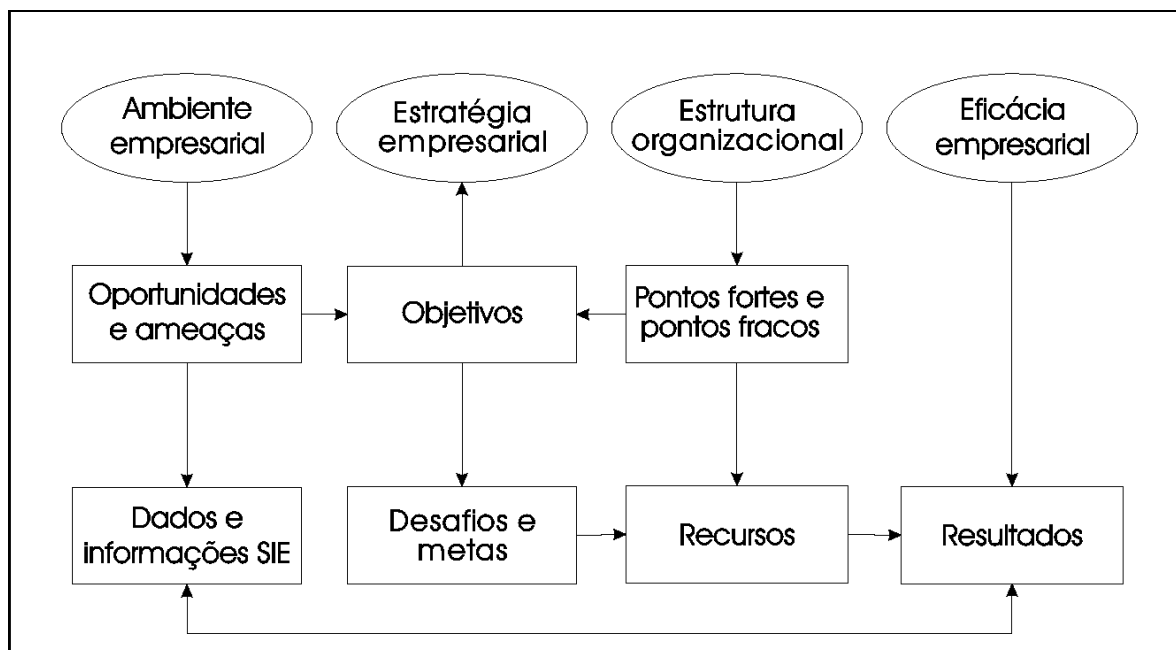 Ambiente
empresarial
Estratégia
empresarial
Estrutura
organizacional
Eficácia
empresarial
Oportunidades
e ameaças
Objetivos
Pontos fortes e
pontos fracos
Dados e
informações SIE
Desafios e
metas
Recursos
Resultados